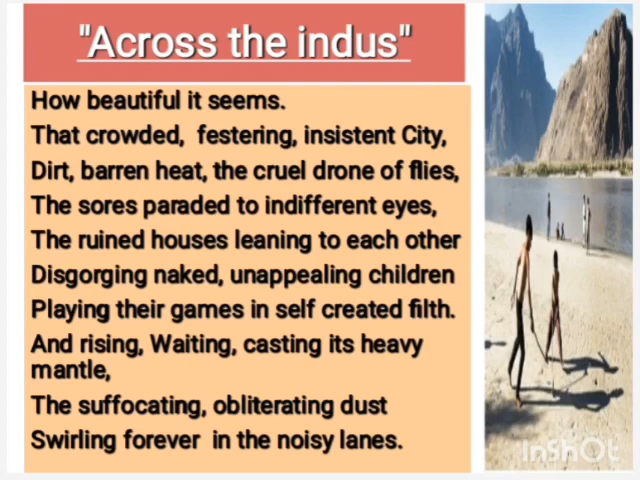 "Across the indus"
How beautiful it seems.
That crowded, festering, insistent City,
Dirt, barren heat, the cruel drone of flies,
The sores paraded to indifferent eyes,
The ruined houses leaning to each other
Disgorging naked, unappealing children
Playing their games in self created filth.
And rising, Waiting, casting its heavy
mantle,
The suffocating, obliterating dust
Swirling forever in the noisy lanes.
InShOt